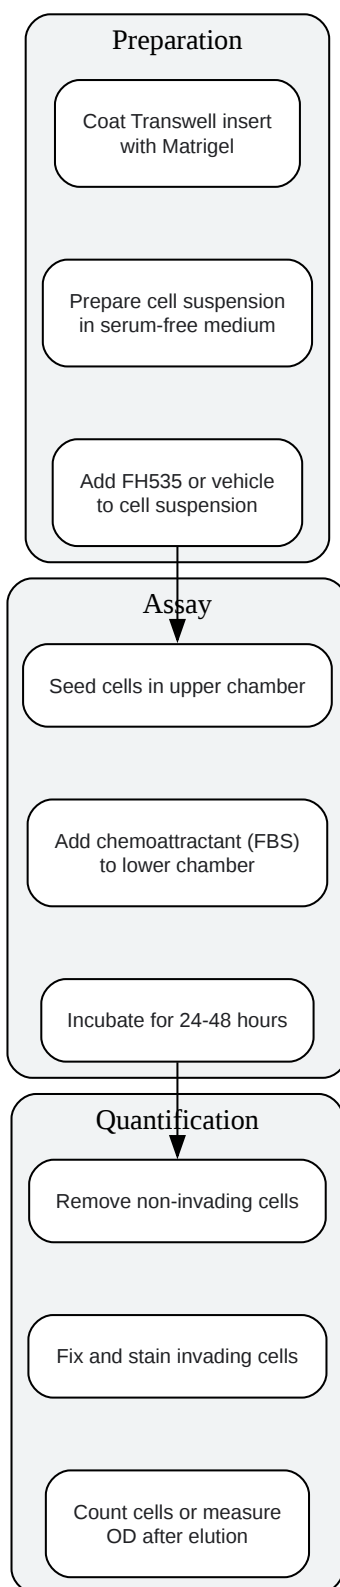 Preparation
Coat Transwell insert
with Matrigel
Prepare cell suspension
in serum-free medium
Add FH535 or vehicle
to cell suspension
Assay
Seed cells in upper chamber
Add chemoattractant (FBS)
to lower chamber
Incubate for 24-48 hours
Quantification
Remove non-invading cells
Fix and stain invading cells
Count cells or measure
OD after elution